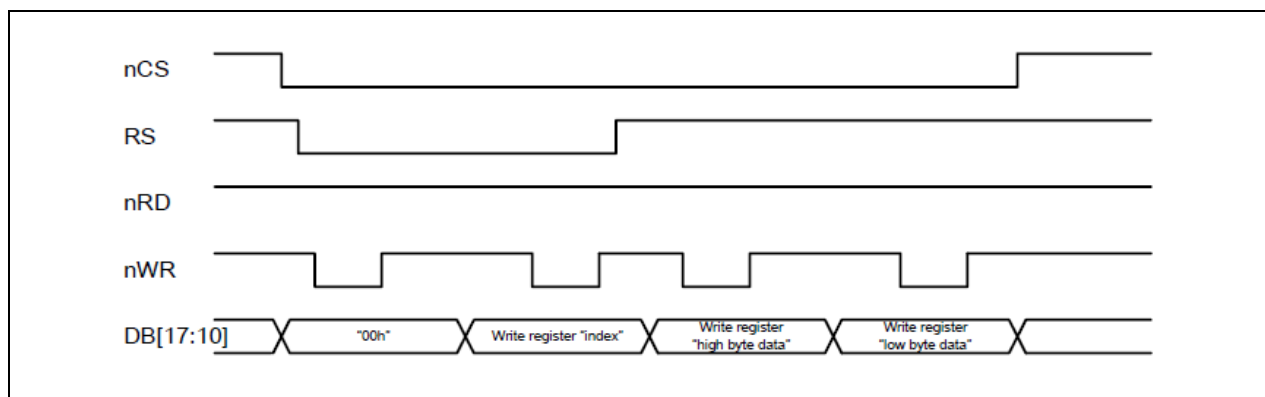 nCS
RS
nRD
nWR
DB[17:10]
"00h"
Write register "index"
Write register
"high byte data"
Write register
"low byte data"